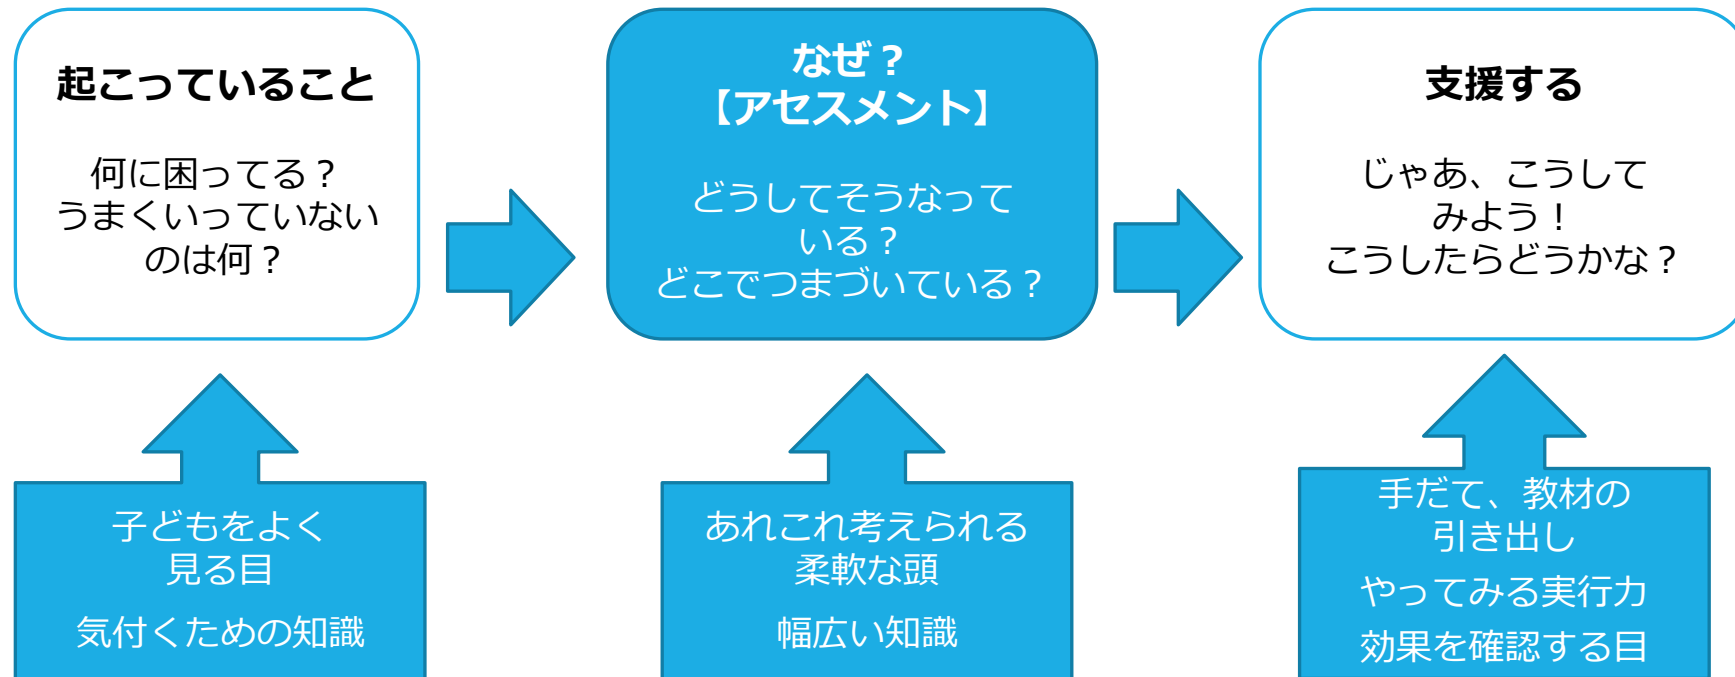 起こっていること
何に困ってる？
うまくいっていない
のは何？
なぜ？
【アセスメント】
どうしてそうなって
いる？
どこでつまづいている？
支援する
じゃあ、こうして
みよう！
こうしたらどうかな？
子どもをよく
見る目
気付くための知識
あれこれ考えられる
柔軟な頭
幅広い知識
手だて、教材の
引き出し
やってみる実行力
効果を確認する目